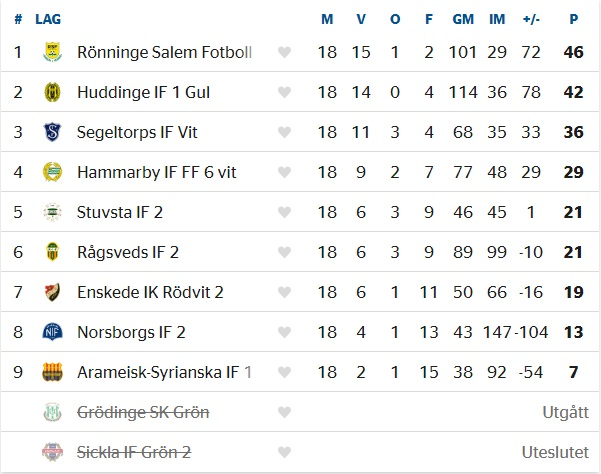 # LAG M V O F GM IM +/- P
1 Rönninge Salem Fotboll 18 15 1 2 101 29 72 46
2 Huddinge IF 1 Gul 18 14 0 4 114 36 78 42
3 Segeltorps IF Vit 18 11 3 4 68 35 33 36
4 Hammarby IF FF 6 vit 18 9 2 7 77 48 29 29
5 Stuvsta IF 2 18 6 3 9 46 45 1 21
6 Rågsveds IF 2 18 6 3 9 89 99 -10 21
7 Enskede IK Rödvit 2 18 6 1 11 50 66 -16 19
8 Norsborgs IF 2 18 4 1 13 43 147 -104 13
9 Arameisk-Syrianska IF 1 18 2 1 15 38 92 -54 7
Grödinge SK Grön Utgått
Sickla IF Grön 2 Uteslutet